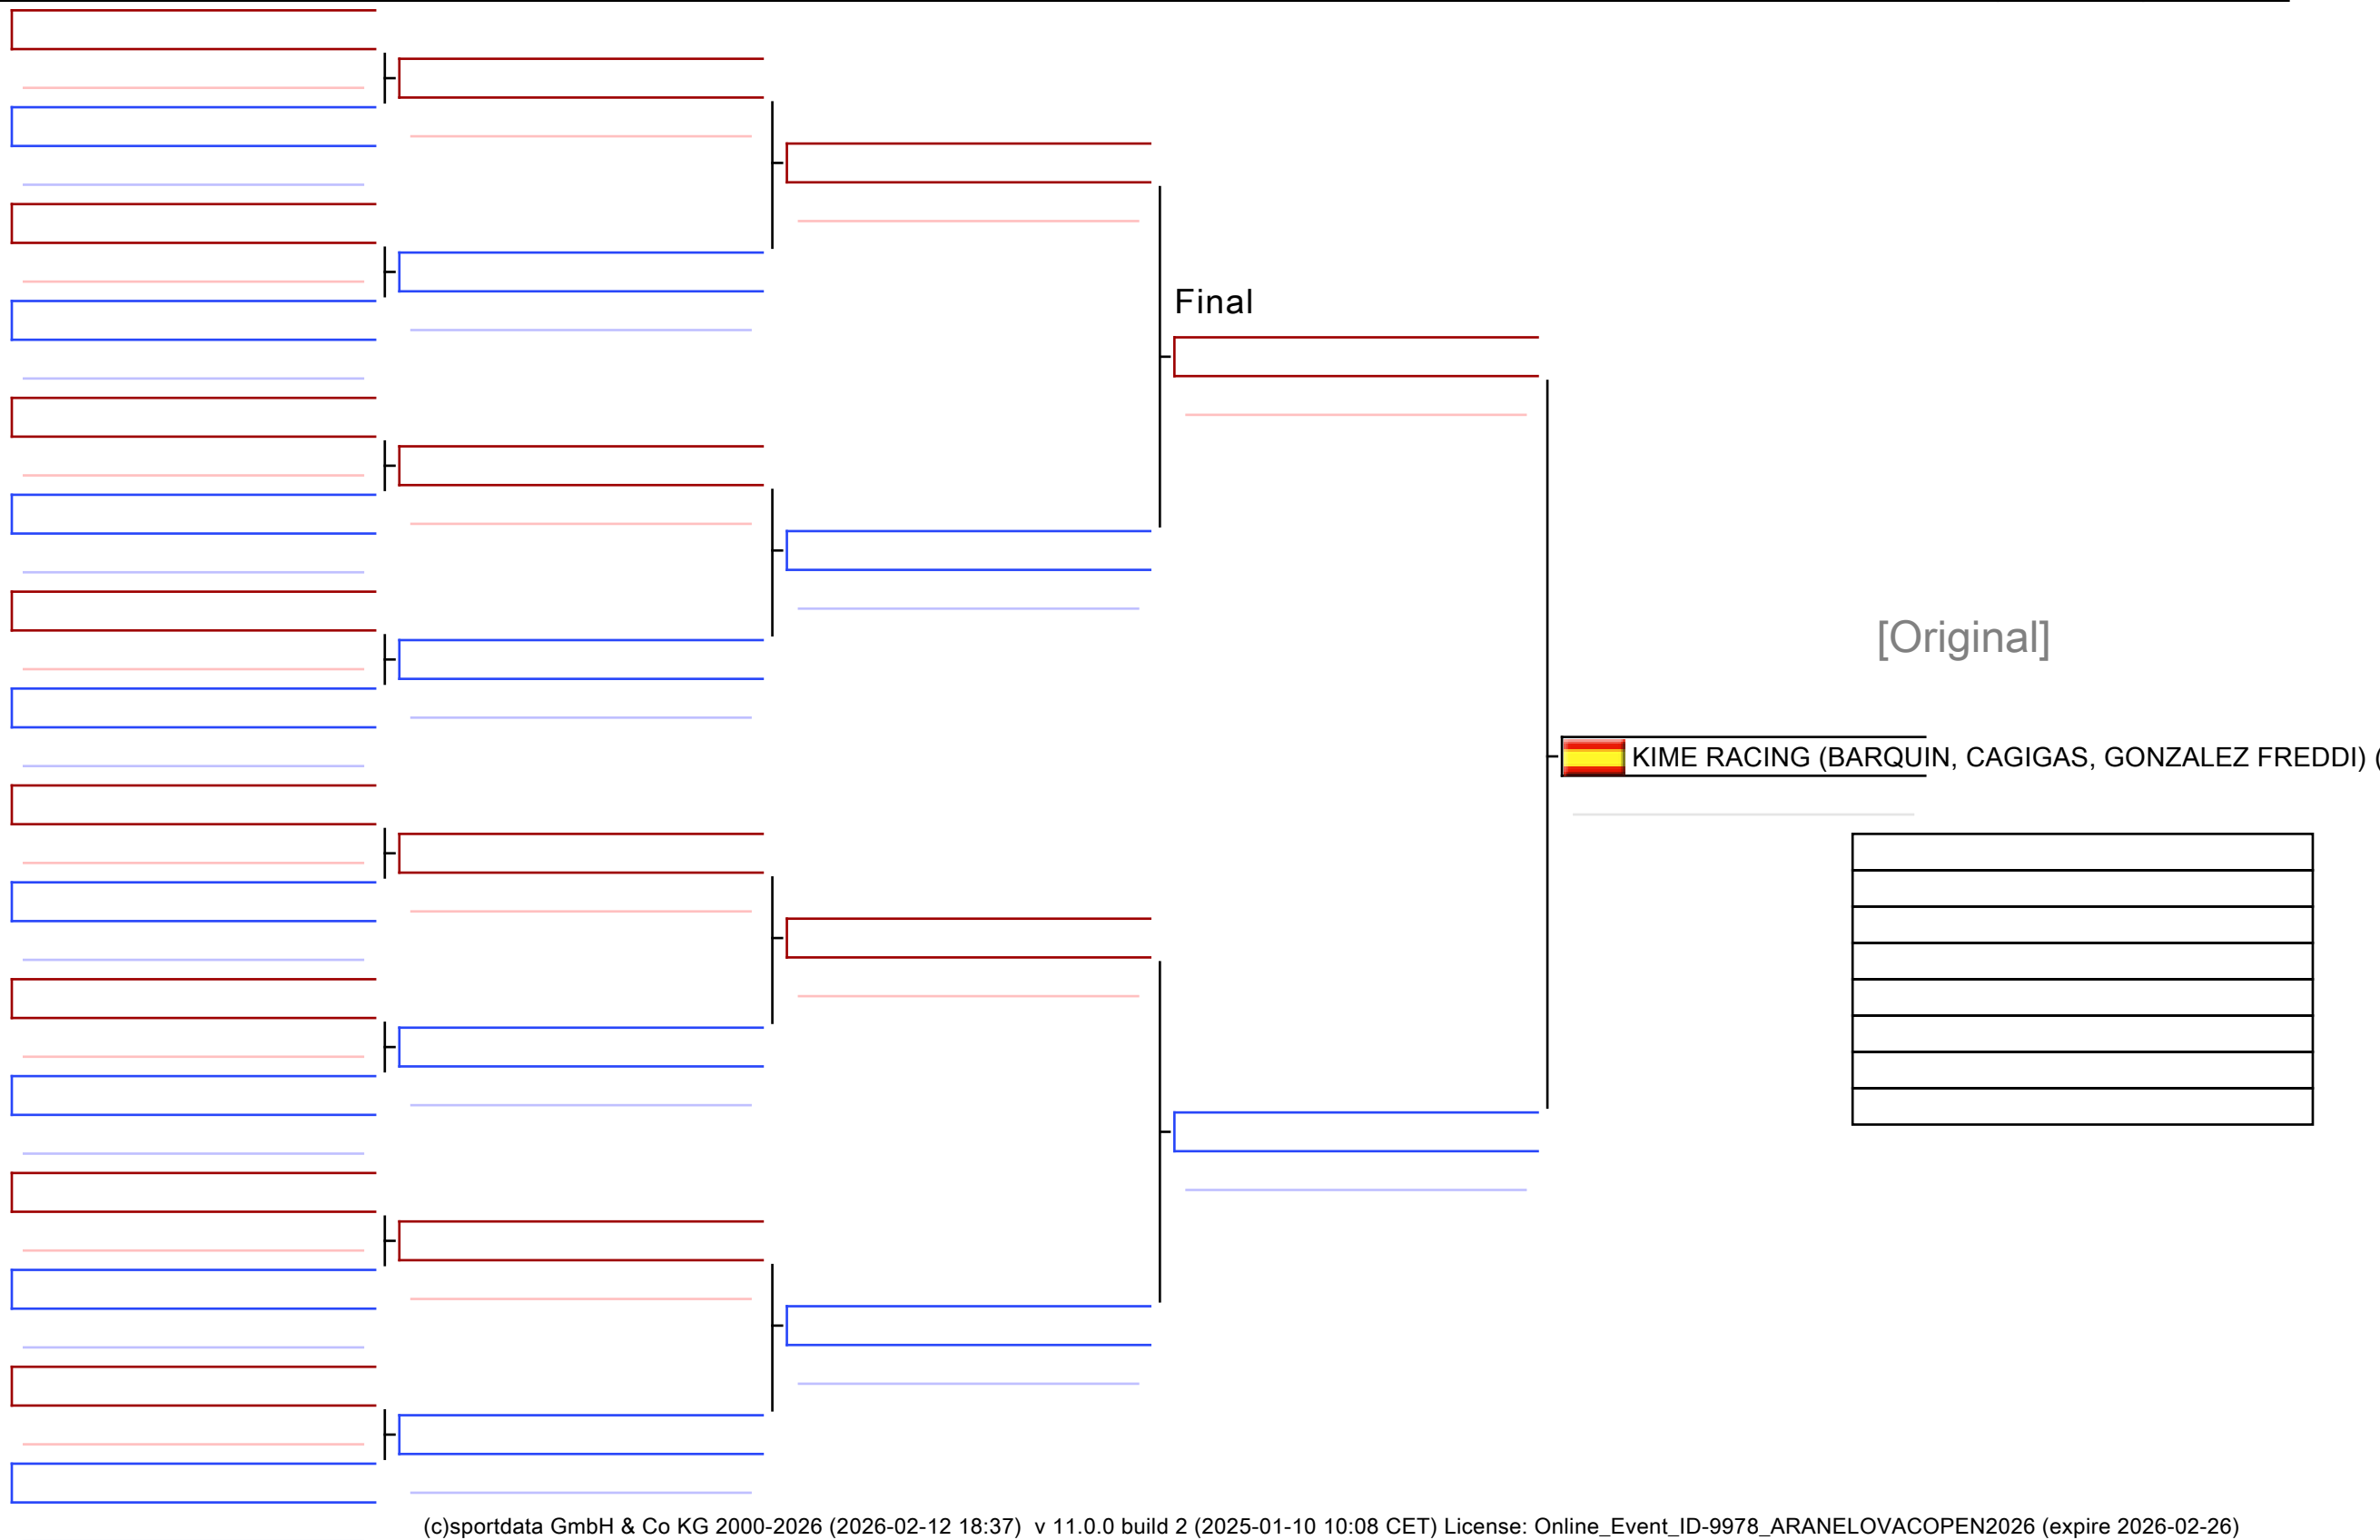 Final
[Original]
KIME RACING (BARQUIN, CAGIGAS, GONZALEZ FREDDI) (
(c)sportdata GmbH & Co KG 2000-2026 (2026-02-12 18:37) v 11.0.0 build 2 (2025-01-10 10:08 CET) License: Online_Event_ID-9978_ARANELOVACOPEN2026 (expire 2026-02-26)